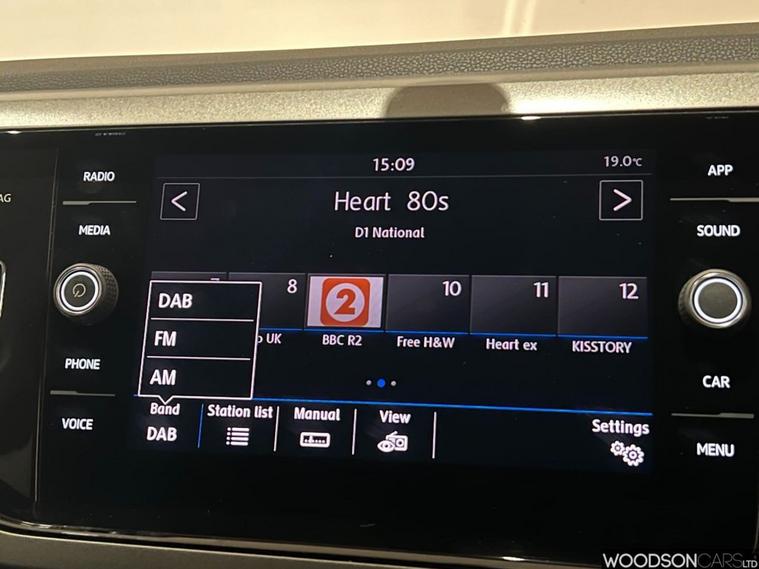 15:09
19.0°C
RADIO
APP
AG
Heart 80s
MEDIA
D1 National
SOUND
8
2
10
11
12
DAB
FM
UK
BBC R2
Free H&W
Heart ex
KISSTORY
PHONE
AM
CAR
Band
Station list
Manual
View
Settings
VOICE
DAB
MENU
WOODSONCARS LTD